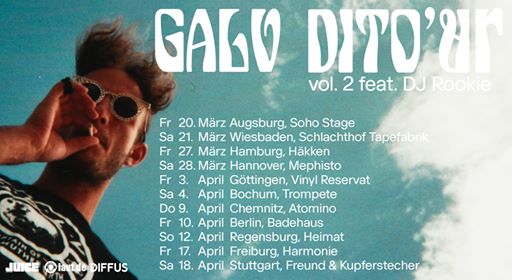 GALV DITO'UR
vol. 2 feat. DJ Rookie
Fr 20. März Augsburg, Soho Stage
Sa 21. März Wiesbaden, Schlachthof Tapefabrik
Fr 27. März Hamburg, Häkken
Sa 28. März Hannover, Mephisto
Fr 3. April Göttingen, Vinyl Reservat
Sa 4. April Bochum, Trompete
Do 9. April Chemnitz, Atomino
Fr 10. April Berlin, Badehaus
So 12. April Regensburg, Heimat
Fr 17. April Freiburg, Harmonie
Sa 18. April Stuttgart, Freund & Kupferstecher
JUICE laut.de DIFFUS